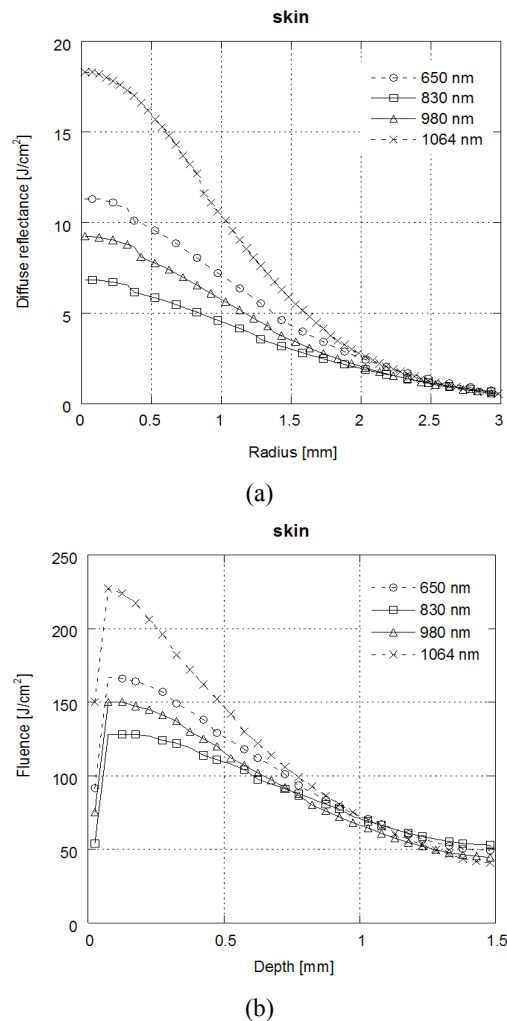 skin
20
15
10
5
0
Diffuse reflectance [J/cm²]
650 nm
830 nm
980 nm
1064 nm
0 0.5 1 1.5 2 2.5 3
Radius [mm]
(a)
skin
250
200
150
100
50
0
Fluence [J/cm²]
650 nm
830 nm
980 nm
1064 nm
0 0.5 1 1.5
Depth [mm]
(b)